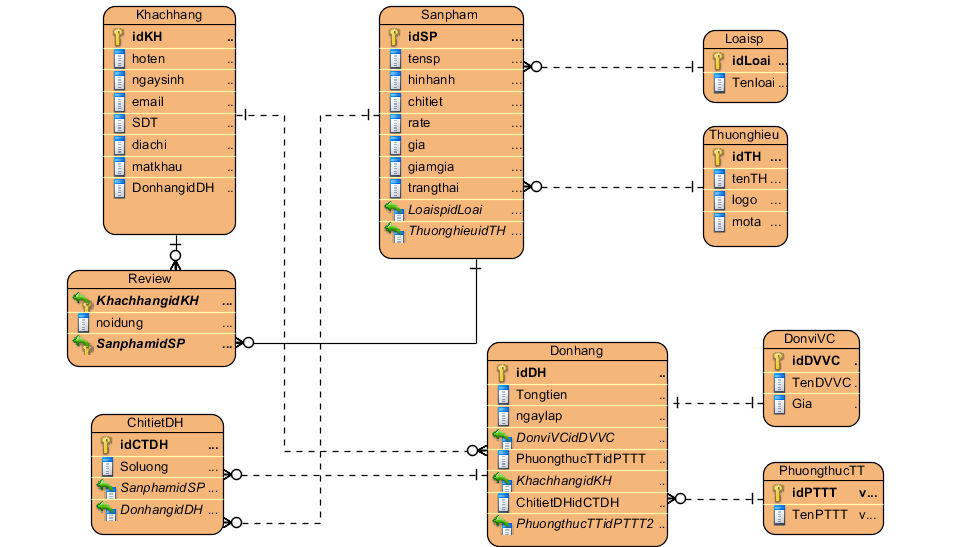 Khachhang
idKH ..
hoten ..
ngaysinh ..
email ..
SDT ..
diachi ..
matkhau ..
DonhangidDH ..
Sanpham
idSP ...
tensp ...
hinhanh ...
chitiet ...
rate ...
gia ...
giamgia ...
trangthai ...
LoaispidLoai ...
ThuonghieuidTH ...
Loaisp
idLoai ...
Tenloai ...
Thuonghieu
idTH ...
tenTH ...
logo ...
mota ...
Review
KhachhangidKH ...
noidung ...
SanphamidSP ...
Donhang
idDH ..
Tongtien ..
ngaylap ..
DonviVCidDVVC ..
PhuongthucTTidPTTT ..
KhachhangidKH ..
ChitietDHidCTDH ..
PhuongthucTTidPTTT2 ..
DonviVC
idDVVC .
TenDVVC .
Gia .
ChitietDH
idCTDH ...
Soluong ...
SanphamidSP ...
DonhangidDH ...
PhuongthucTT
idPTTT v...
TenPTTT v...